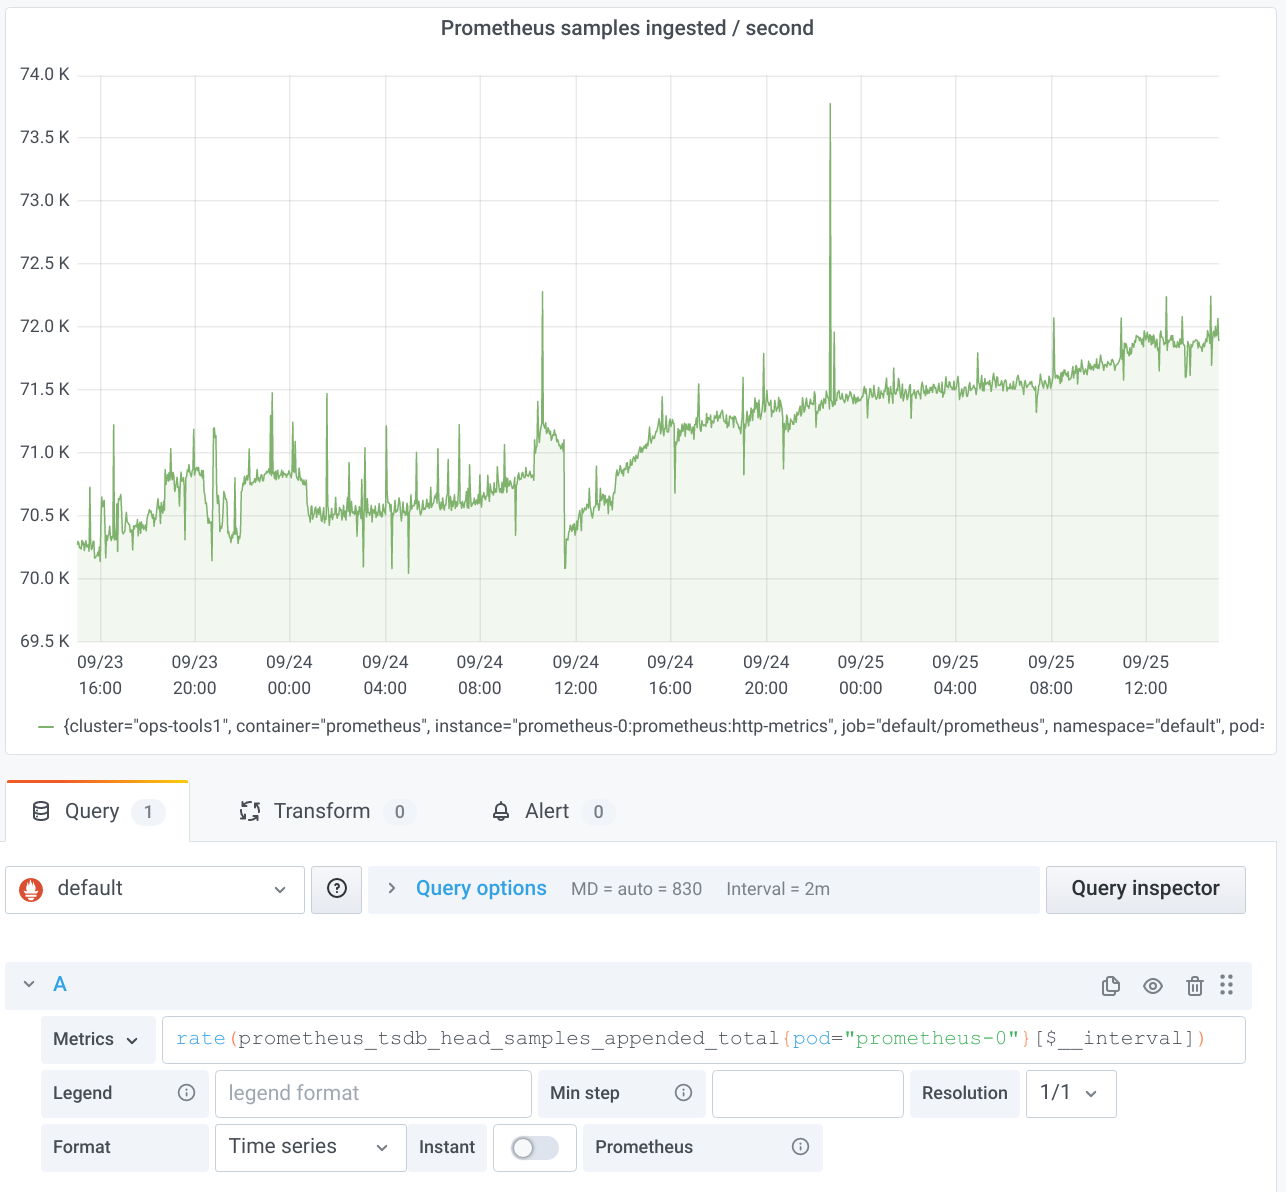 Prometheus samples ingested / second
74.0 K
73.5 K
73.0 K
72.5 K
72.0 K
71.5 K
71.0 K
70.5 K
70.0 K
69.5 K
09/23 09/23 09/24 09/24 09/24 09/24 09/24 09/24 09/25 09/25 09/25 09/25
16:00 20:00 00:00 04:00 08:00 12:00 16:00 20:00 00:00 04:00 08:00 12:00
{cluster="ops-tools1", container="prometheus", instance="prometheus-0:prometheus:http-metrics", job="default/prometheus", namespace="default", pod=
Query 1 Transform 0 Alert 0
default ? Query options MD = auto = 830 Interval = 2m Query inspector
A
Metrics rate(prometheus_tsdb_head_samples_appended_total{pod="prometheus-0"}[$__interval])
Legend legend format Min step Resolution 1/1
Format Time series Instant Prometheus